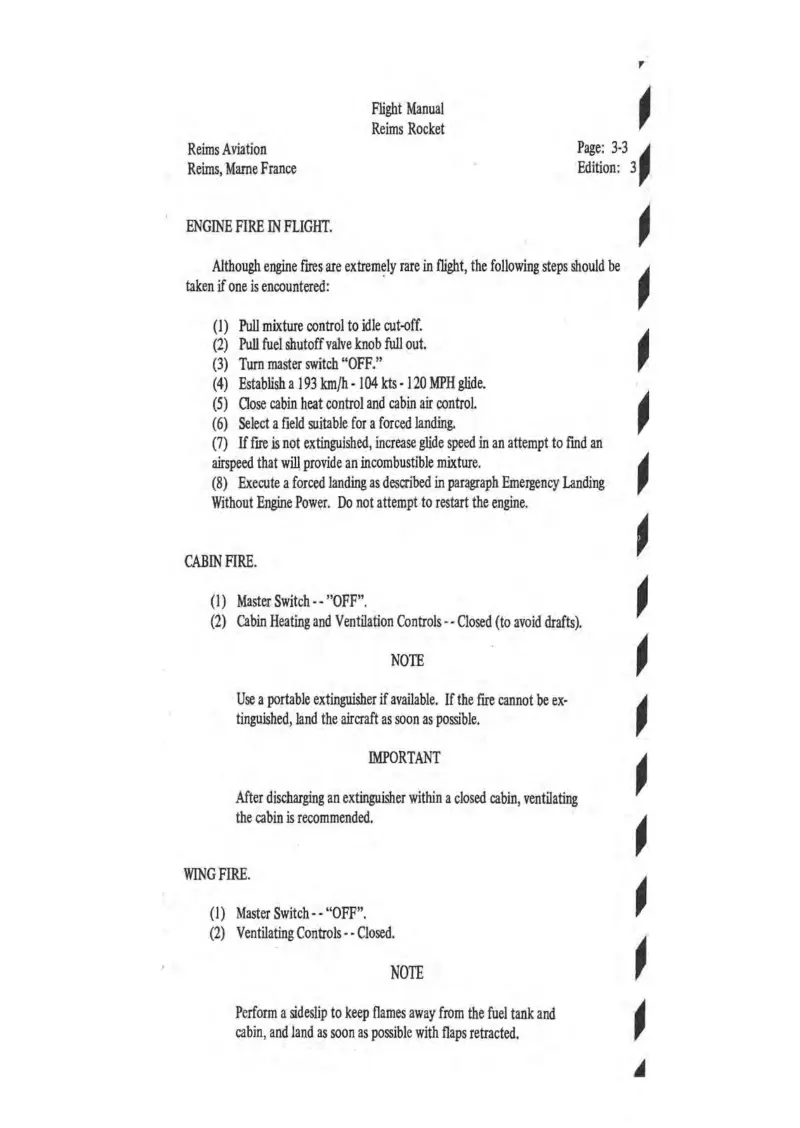 Flight Manual
Reims Rocket
Reims Aviation
Reims, Marne France
Page: 3-3
Edition: 3
ENGINE FIRE IN FLIGHT.
Although engine fires are extremely rare in flight, the following steps should be
taken if one is encountered:
(1) Pull mixture control to idle cut-off.
(2) Pull fuel shutoff valve knob full out.
(3) Turn master switch “OFF.”
(4) Establish a 193 km/h - 104 kts - 120 MPH glide.
(5) Close cabin heat control and cabin air control.
(6) Select a field suitable for a forced landing.
(7) If fire is not extinguished, increase glide speed in an attempt to find an
airspeed that will provide an incombustible mixture.
(8) Execute a forced landing as described in paragraph Emergency Landing
Without Engine Power. Do not attempt to restart the engine.
CABIN FIRE.
(1) Master Switch - - ”OFF”.
(2) Cabin Heating and Ventilation Controls - - Closed (to avoid drafts).
NOTE
Use a portable extinguisher if available. If the fire cannot be ex-
tinguished, land the aircraft as soon as possible.
IMPORTANT
After discharging an extinguisher within a closed cabin, ventilating
the cabin is recommended.
WING FIRE.
(1) Master Switch - - “OFF”.
(2) Ventilating Controls - - Closed.
NOTE
Perform a sideslip to keep flames away from the fuel tank and
cabin, and land as soon as possible with flaps retracted.